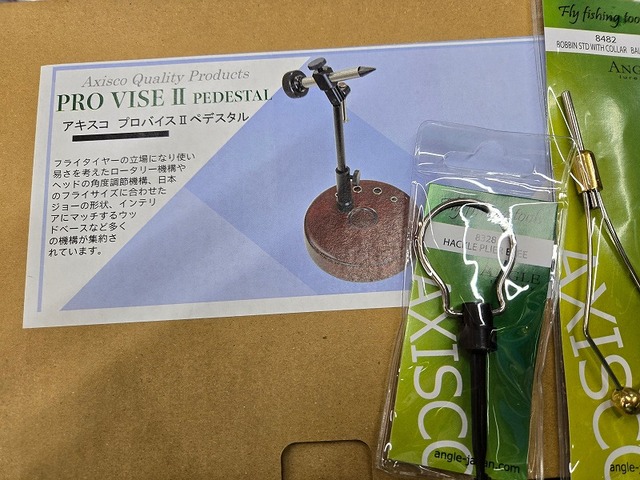 Axisco Quality Products
PRO VISE II PEDESTAL
アキスコ プロバイスⅡペデスタル
フライタイヤーの立場になり使い
易さを考えたロータリー機構や
ヘッドの角度調節機構、日本
のフライサイズに合わせた
ジョーの形状、インテリ
アにマッチするウッ
ドベースなど多く
の機構が集約さ
れています。
8328
HACKLE PLIE
AXISCO
angle-japan.com
Fly fishing tool
8482
BOBBIN STD WITH COLLAR
ANG
AXISCO
angle-